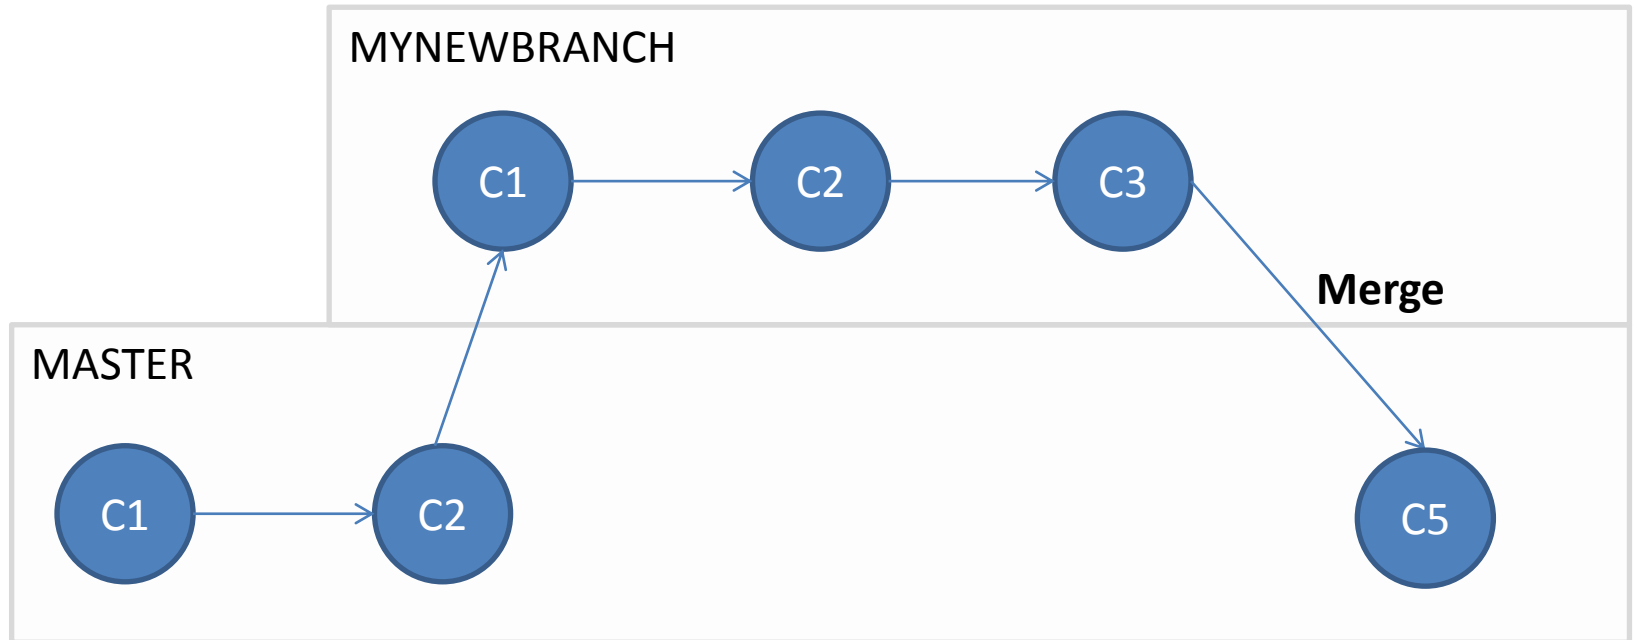 MYNEWBRANCH
C1
C2
C3
Merge
MASTER
C1
C2
C5